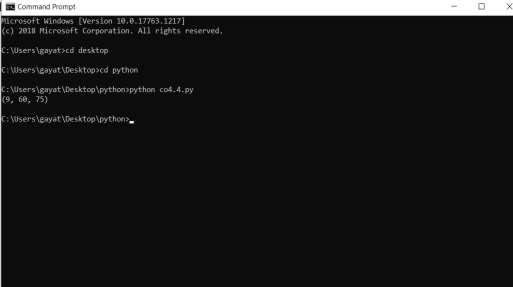 Command Prompt
Microsoft Windows [Version 10.0.17763.1217]
(c) 2018 Microsoft Corporation. All rights reserved.
C:\Users\gayat>cd desktop
C:\Users\gayat\Desktop>cd python
C:\Users\gayat\Desktop\python>python co4.4.py
(9, 60, 75)
C:\Users\gayat\Desktop\python>